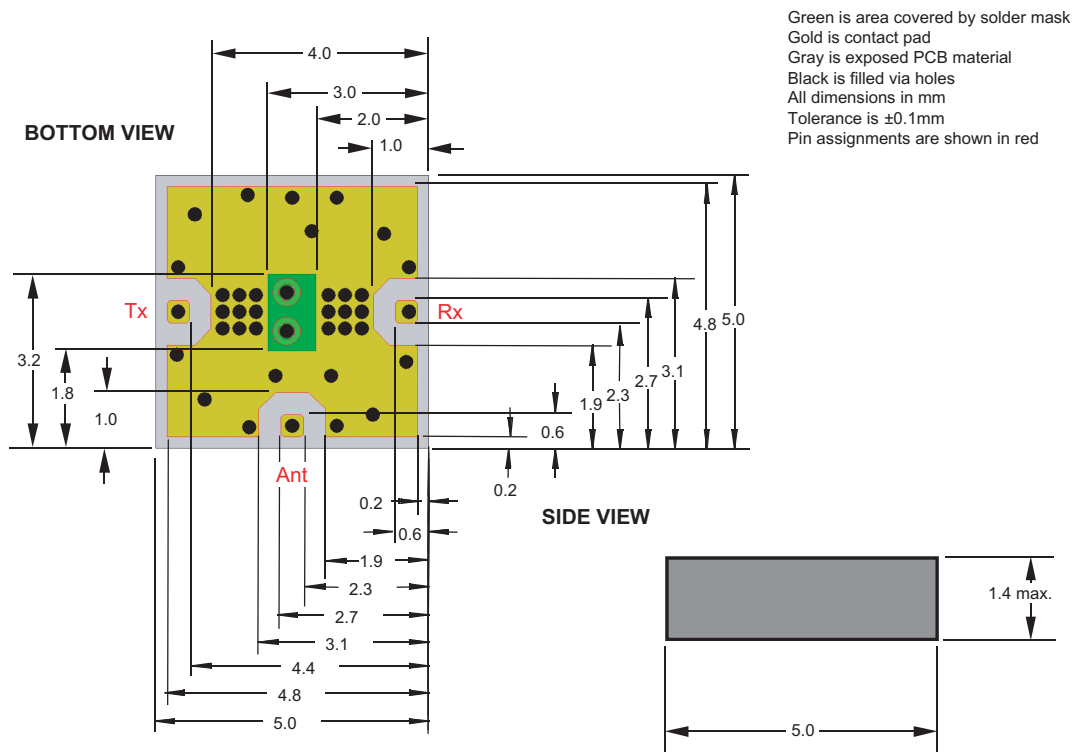 Green is area covered by solder mask
Gold is contact pad
Gray is exposed PCB material
Black is filled via holes
All dimensions in mm
Tolerance is ±0.1mm
Pin assignments are shown in red
BOTTOM VIEW
4.0
3.0
2.0
1.0
Tx
Rx
3.2
1.8
1.0
Ant
4.8
5.0
3.1
2.7
2.3
1.9
0.6
0.2
0.2
0.6
1.9
2.3
2.7
3.1
4.4
4.8
5.0
SIDE VIEW
1.4 max.
5.0